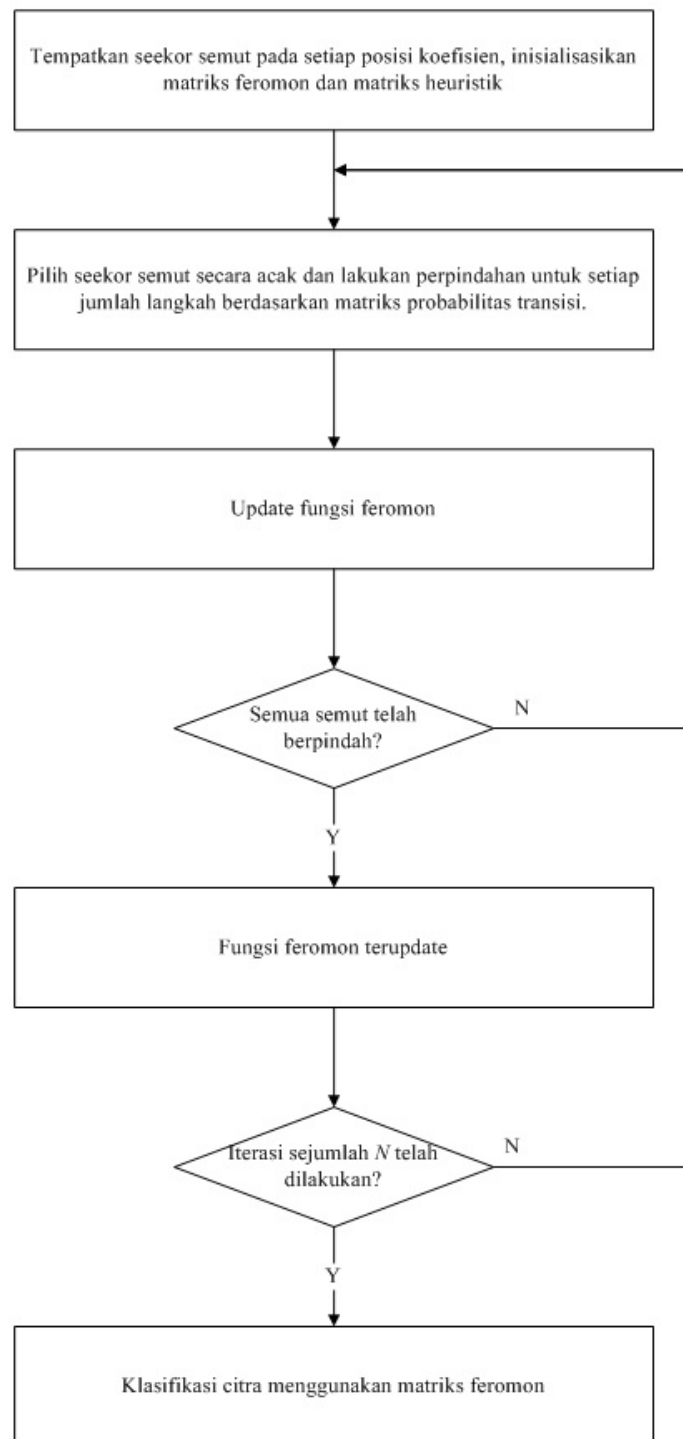 Tempatkan seekor semut pada setiap posisi koefisien, inisialisasikan
matriks feromon dan matriks heuristik
Pilih seekor semut secara acak dan lakukan perpindahan untuk setiap
jumlah langkah berdasarkan matriks probabilitas transisi.
Update fungsi feromon
Semua semut telah
berpindah?
N
Y
Fungsi feromon terupdate
Iterasi sejumlah N telah
dilakukan?
N
Y
Klasifikasi citra menggunakan matriks feromon